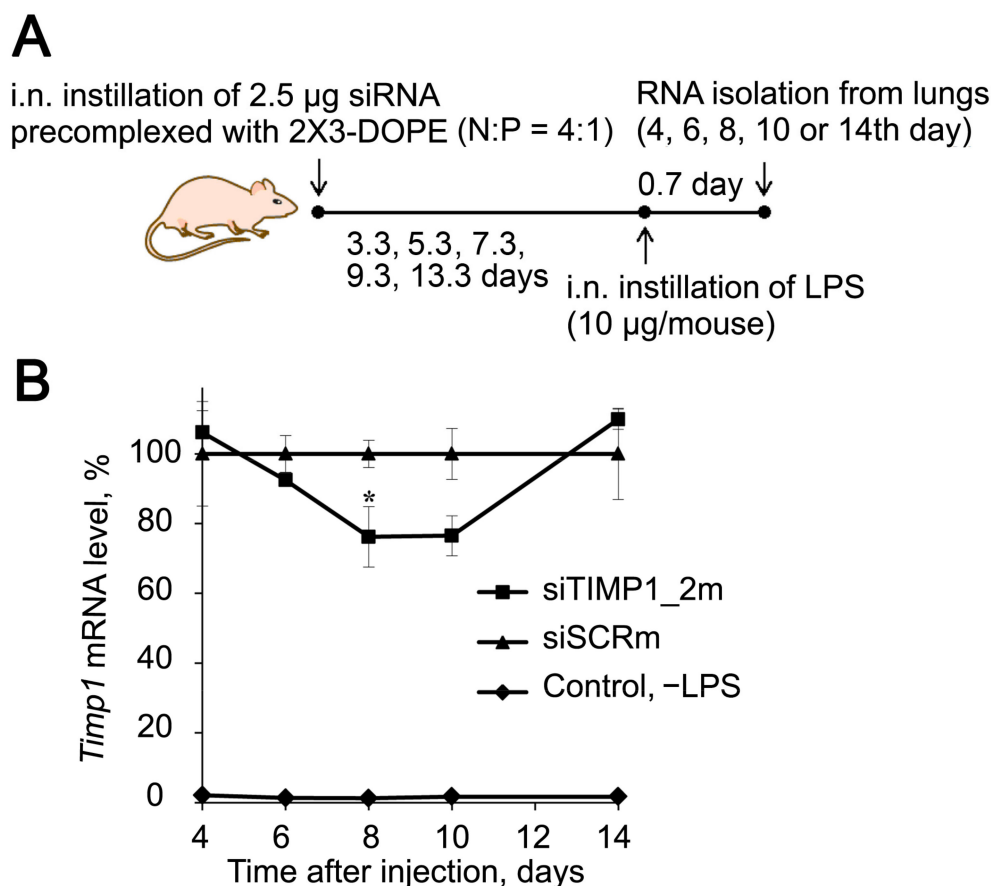 A
i.n. instillation of 2.5 µg siRNA
precomplexed with 2X3-DOPE (N:P = 4:1)
RNA isolation from lungs
(4, 6, 8, 10 or 14th day)
0.7 day
3.3, 5.3, 7.3,
9.3, 13.3 days
i.n. instillation of LPS
(10 µg/mouse)
B
Timp1 mRNA level, %
100
80
60
40
20
0
*
siTIMP1_2m
siSCRm
Control, −LPS
4 6 8 10 12 14
Time after injection, days